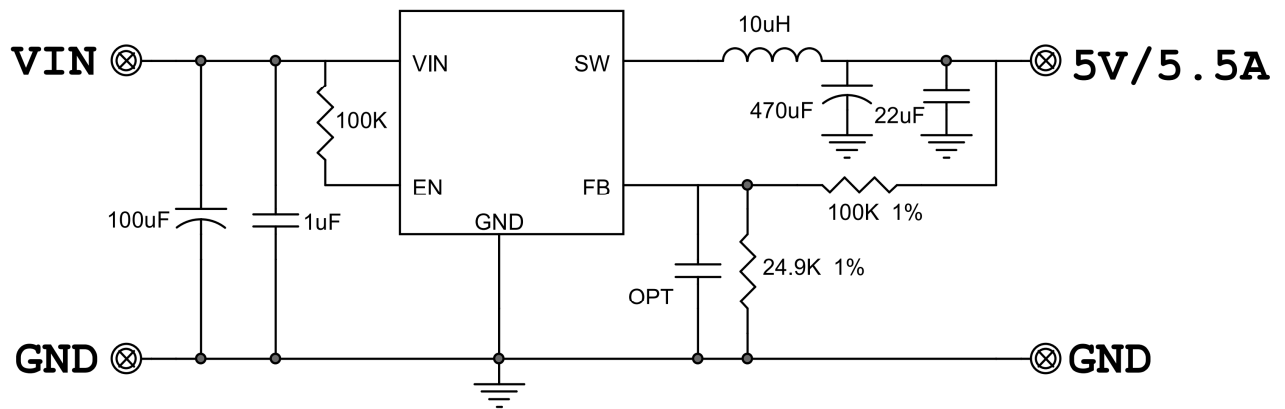 10uH
VIN
VIN
SW
5V/5.5A
100K
470uF
22uF
EN
FB
100K 1%
100uF
1uF
GND
24.9K 1%
OPT
GND
GND